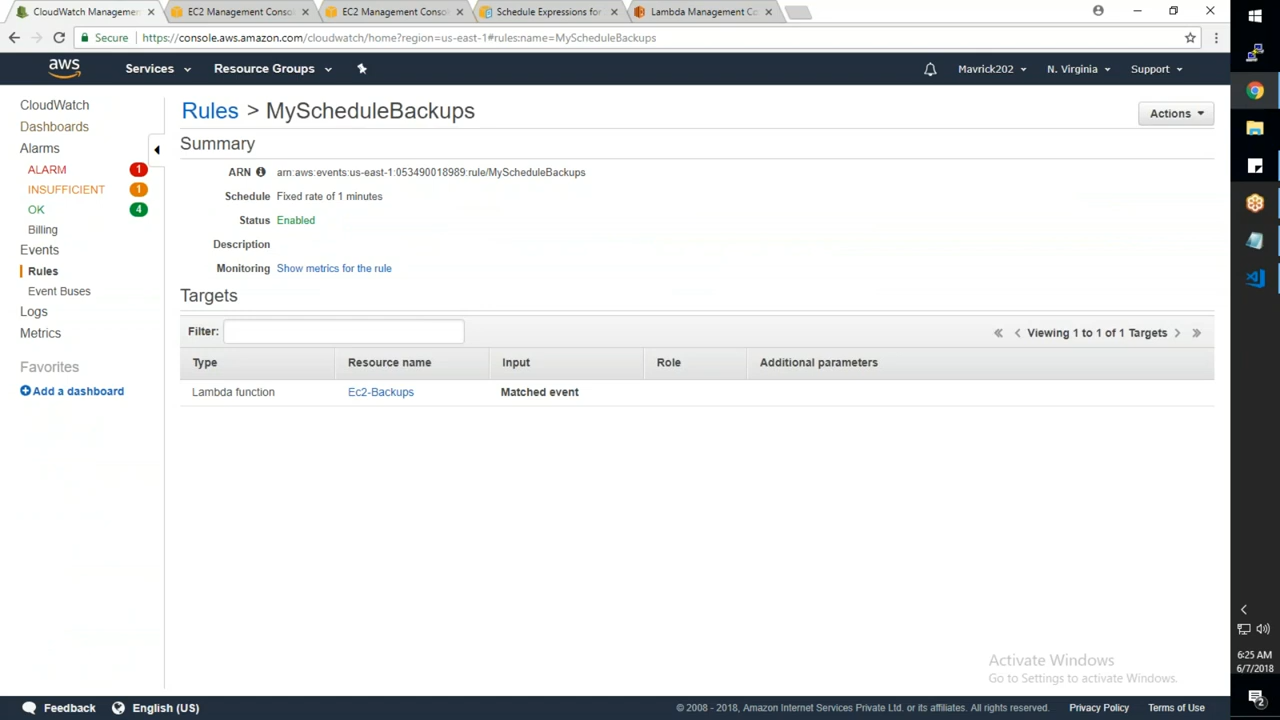 CloudWatch Managemen
EC2 Management Consol
EC2 Management Consol
Schedule Expressions for
Lambda Management Co
Secure
https://console.aws.amazon.com/cloudwatch/home?region=us-east-1#rules:name=MyScheduleBackups
aws
Services
Resource Groups
Mavrick202
N. Virginia
Support
CloudWatch
Dashboards
Alarms
ALARM 1
INSUFFICIENT 1
OK 4
Billing
Events
Rules
Event Buses
Logs
Metrics
Favorites
Add a dashboard
Rules > MyScheduleBackups
Actions
Summary
ARN arn:aws:events:us-east-1:053490018989:rule/MyScheduleBackups
Schedule Fixed rate of 1 minutes
Status Enabled
Description
Monitoring Show metrics for the rule
Targets
Filter:
Viewing 1 to 1 of 1 Targets
Type Resource name Input Role Additional parameters
Lambda function Ec2-Backups Matched event
Activate Windows
Go to Settings to activate Windows.
Feedback
English (US)
© 2008 - 2018, Amazon Internet Services Private Ltd. or its affiliates. All rights reserved.
Privacy Policy
Terms of Use
6:25 AM
6/7/2018
2